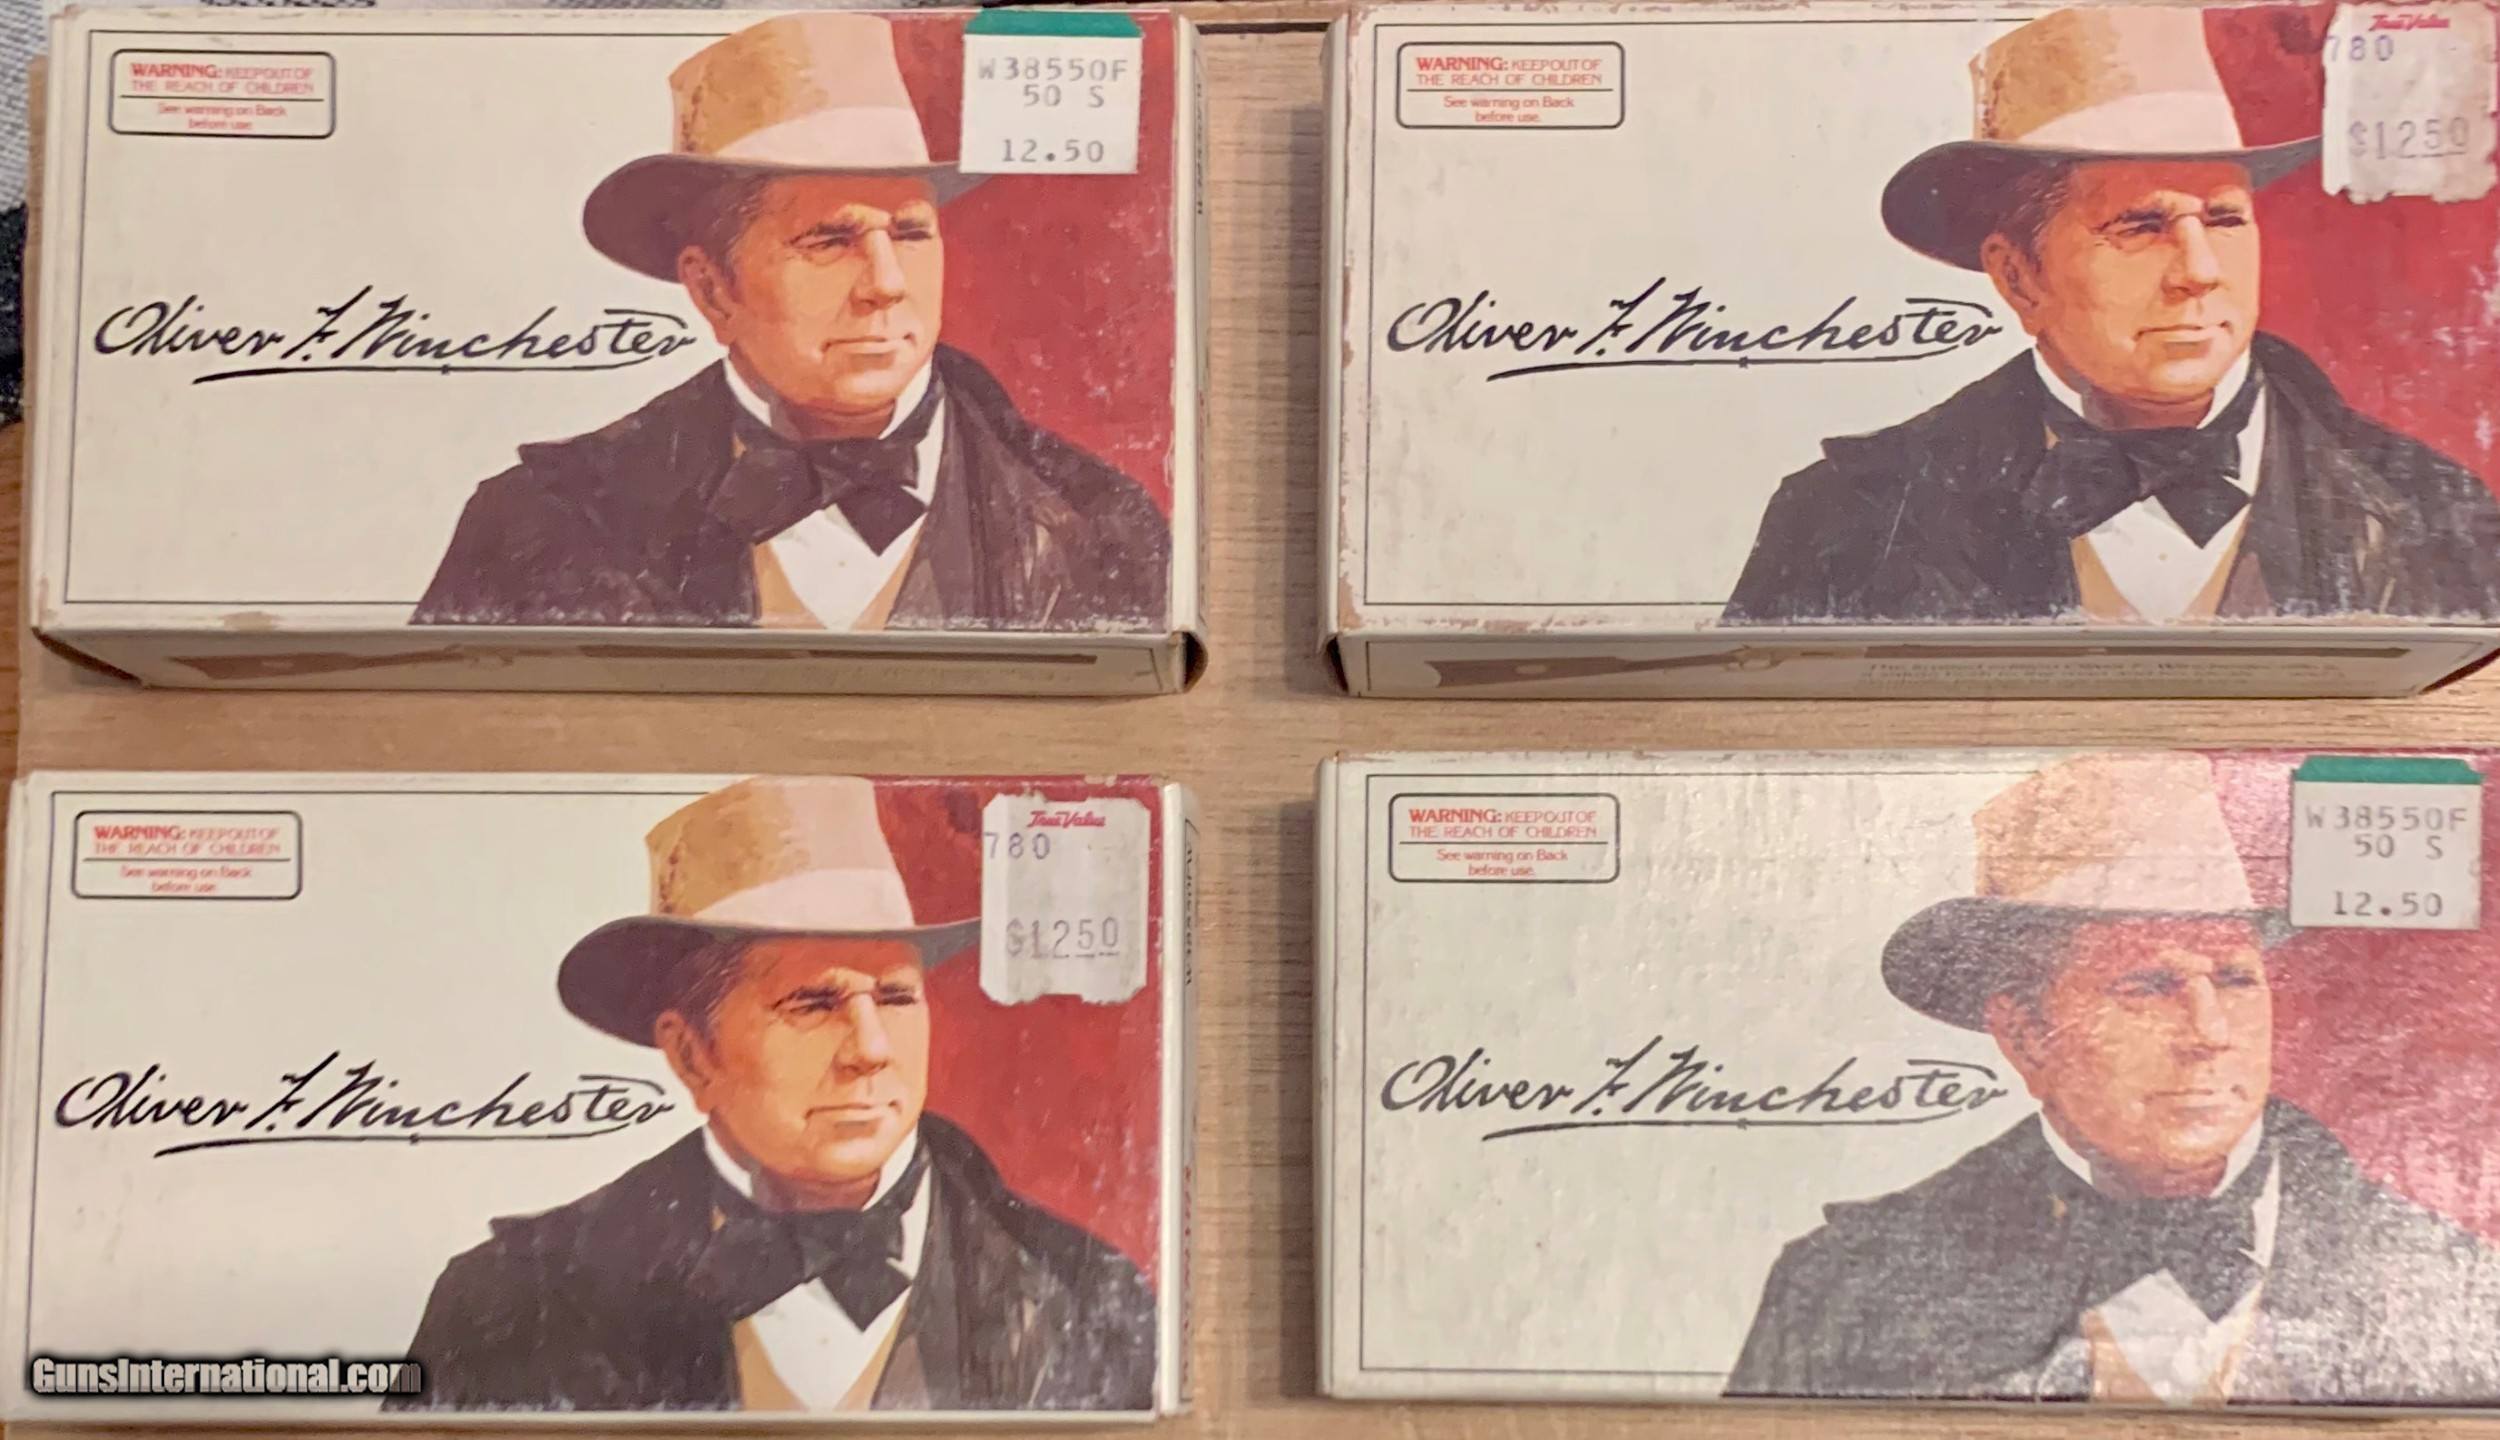 WARNING: KEEP OUT OF
THE REACH OF CHILDREN
See warning on Back
before use.
W38550F
50 S
12.50
Oliver F. Winchester
WARNING: KEEP OUT OF
THE REACH OF CHILDREN
See warning on Back
before use.
True Value
780
$1250
Oliver F. Winchester
WARNING: KEEP OUT OF
THE REACH OF CHILDREN
See warning on Back
before use.
True Value
780
$1250
Oliver F. Winchester
WARNING: KEEP OUT OF
THE REACH OF CHILDREN
See warning on Back
before use.
W38550F
50 S
12.50
Oliver F. Winchester
GunsInternational.com